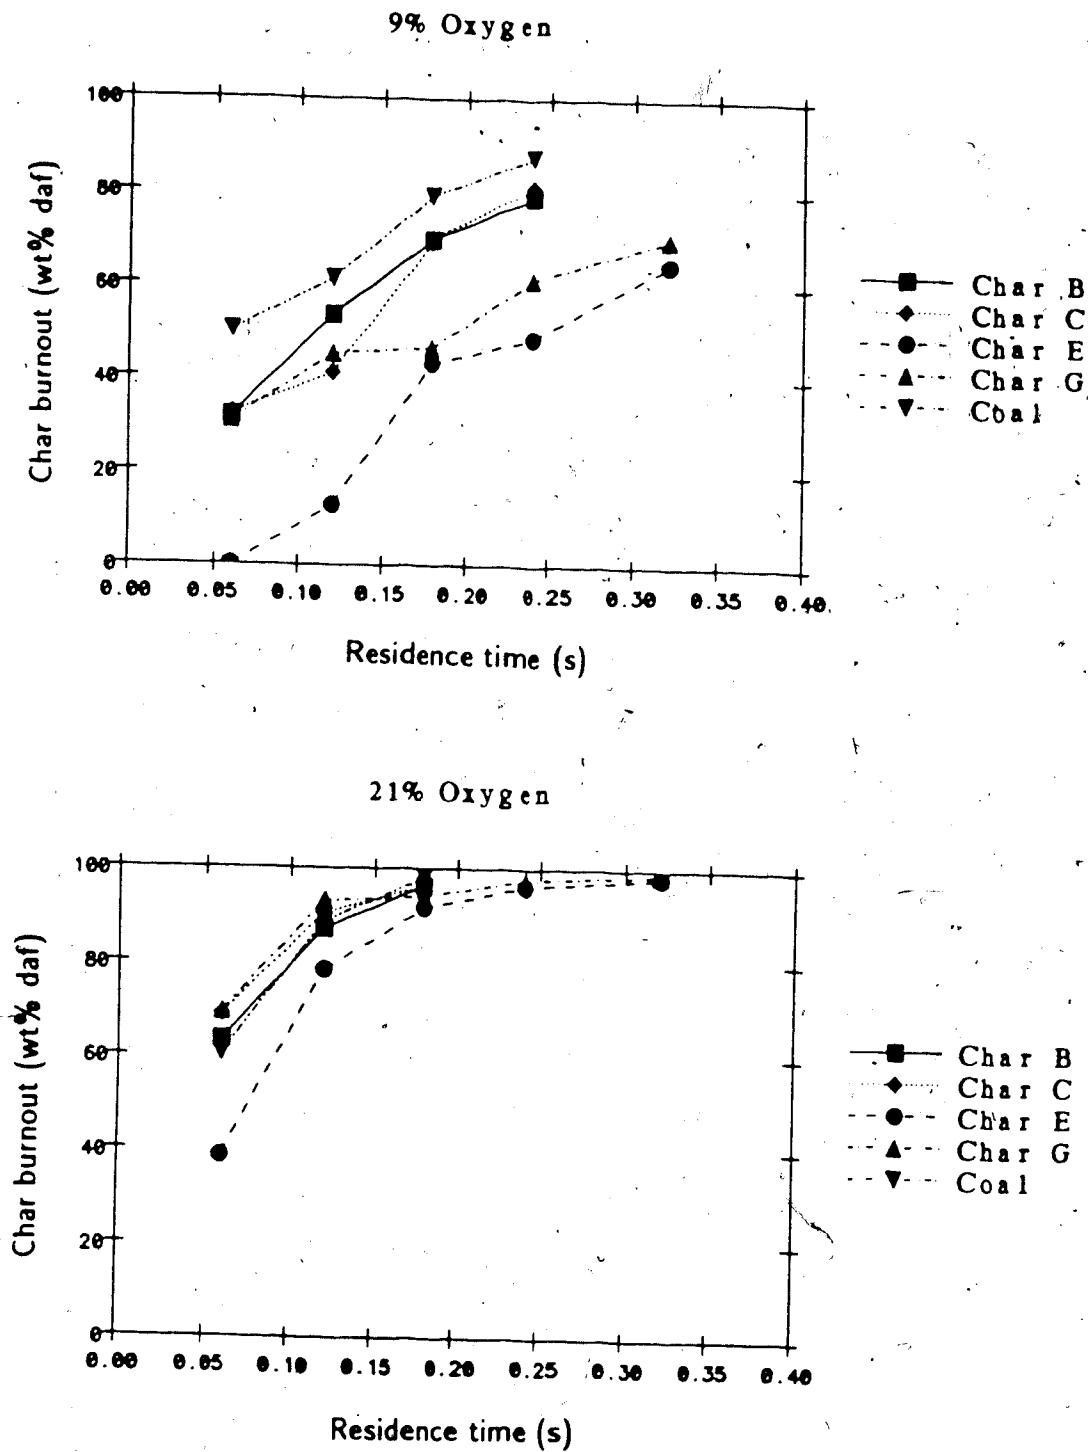 9% Oxygen
100
80
60
40
20
0
0.00 0.05 0.10 0.15 0.20 0.25 0.30 0.35 0.40
Char burnout (wt% daf)
Residence time (s)
Char B
Char C
Char E
Char G
Coal
21% Oxygen
100
80
60
40
20
0
0.00 0.05 0.10 0.15 0.20 0.25 0.30 0.35 0.40
Char burnout (wt% daf)
Residence time (s)
Char B
Char C
Char E
Char G
Coal